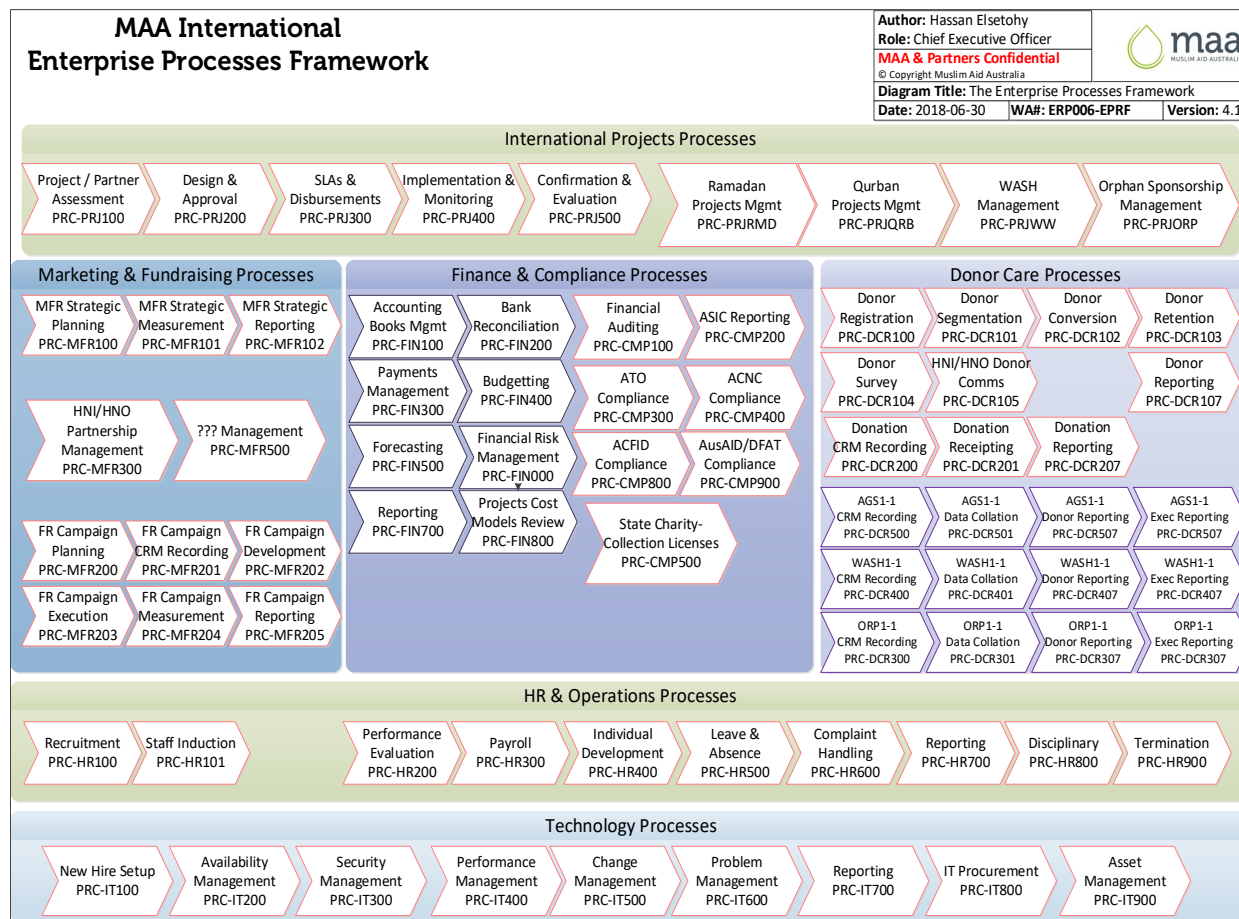 MAA International
Enterprise Processes Framework
Author: Hassan Elsetohy
Role: Chief Executive Officer
MAA & Partners Confidential
© Copyright Muslim Aid Australia
Diagram Title: The Enterprise Processes Framework
Date: 2018-06-30 WA#: ERP006-EPRF Version: 4.1
maa
MUSLIM AID AUSTRALIA
International Projects Processes
Project / Partner
Assessment
PRC-PRJ100
Design &
Approval
PRC-PRJ200
SLAs &
Disbursements
PRC-PRJ300
Implementation &
Monitoring
PRC-PRJ400
Confirmation &
Evaluation
PRC-PRJ500
Ramadan
Projects Mgmt
PRC-PRJRMD
Qurban
Projects Mgmt
PRC-PRJQRB
WASH
Management
PRC-PRJWW
Orphan Sponsorship
Management
PRC-PRJORP
Marketing & Fundraising Processes
MFR Strategic
Planning
PRC-MFR100
MFR Strategic
Measurement
PRC-MFR101
MFR Strategic
Reporting
PRC-MFR102
HNI/HNO
Partnership
Management
PRC-MFR300
??? Management
PRC-MFR500
FR Campaign
Planning
PRC-MFR200
FR Campaign
CRM Recording
PRC-MFR201
FR Campaign
Development
PRC-MFR202
FR Campaign
Execution
PRC-MFR203
FR Campaign
Measurement
PRC-MFR204
FR Campaign
Reporting
PRC-MFR205
Finance & Compliance Processes
Accounting
Books Mgmt
PRC-FIN100
Bank
Reconciliation
PRC-FIN200
Payments
Management
PRC-FIN300
Budgetting
PRC-FIN400
Forecasting
PRC-FIN500
Financial Risk
Management
PRC-FIN000
Reporting
PRC-FIN700
Projects Cost
Models Review
PRC-FIN800
Financial
Auditing
PRC-CMP100
ASIC Reporting
PRC-CMP200
ATO
Compliance
PRC-CMP300
ACNC
Compliance
PRC-CMP400
ACFID
Compliance
PRC-CMP800
AusAID/DFAT
Compliance
PRC-CMP900
State Charity-
Collection Licenses
PRC-CMP500
Donor Care Processes
Donor
Registration
PRC-DCR100
Donor
Segmentation
PRC-DCR101
Donor
Conversion
PRC-DCR102
Donor
Retention
PRC-DCR103
Donor
Survey
PRC-DCR104
HNI/HNO Donor
Comms
PRC-DCR105
Donor
Reporting
PRC-DCR107
Donation
CRM Recording
PRC-DCR200
Donation
Receipting
PRC-DCR201
Donation
Reporting
PRC-DCR207
AGS1-1
CRM Recording
PRC-DCR500
AGS1-1
Data Collation
PRC-DCR501
AGS1-1
Donor Reporting
PRC-DCR507
AGS1-1
Exec Reporting
PRC-DCR507
WASH1-1
CRM Recording
PRC-DCR400
WASH1-1
Data Collation
PRC-DCR401
WASH1-1
Donor Reporting
PRC-DCR407
WASH1-1
Exec Reporting
PRC-DCR407
ORP1-1
CRM Recording
PRC-DCR300
ORP1-1
Data Collation
PRC-DCR301
ORP1-1
Donor Reporting
PRC-DCR307
ORP1-1
Exec Reporting
PRC-DCR307
HR & Operations Processes
Recruitment
PRC-HR100
Staff Induction
PRC-HR101
Performance
Evaluation
PRC-HR200
Payroll
PRC-HR300
Individual
Development
PRC-HR400
Leave &
Absence
PRC-HR500
Complaint
Handling
PRC-HR600
Reporting
PRC-HR700
Disciplinary
PRC-HR800
Termination
PRC-HR900
Technology Processes
New Hire Setup
PRC-IT100
Availability
Management
PRC-IT200
Security
Management
PRC-IT300
Performance
Management
PRC-IT400
Change
Management
PRC-IT500
Problem
Management
PRC-IT600
Reporting
PRC-IT700
IT Procurement
PRC-IT800
Asset
Management
PRC-IT900